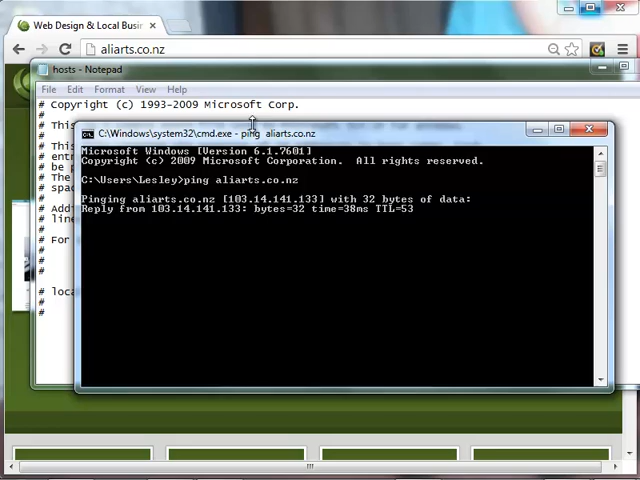 Web Design & Local Busin
aliarts.co.nz
hosts - Notepad
File Edit Format View Help
# Copyright (c) 1993-2009 Microsoft Corp.
#
# This
# This
# entr
# be p
# The
# spac
#
# Addi
# line
#
# For
#
#
#
# loca
#
#
C:\Windows\system32\cmd.exe - ping aliarts.co.nz
Microsoft Windows [Version 6.1.7601]
Copyright (c) 2009 Microsoft Corporation. All rights reserved.
C:\Users\Lesley>ping aliarts.co.nz
Pinging aliarts.co.nz [103.14.141.133] with 32 bytes of data:
Reply from 103.14.141.133: bytes=32 time=38ms TTL=53